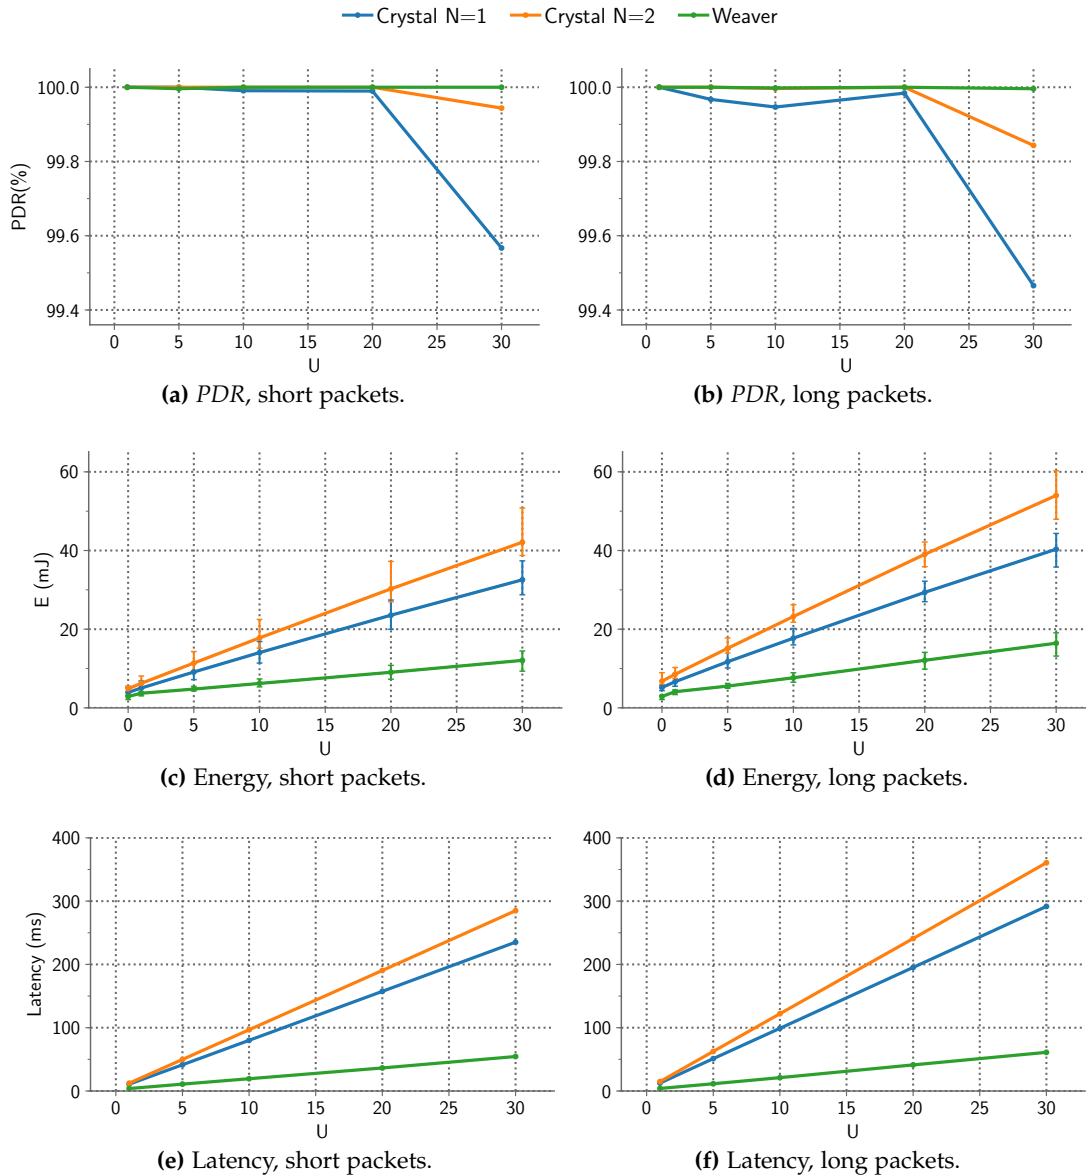 Crystal N=1 Crystal N=2 Weaver
100.0 100.0
99.8 99.8
PDR(%)
99.6 99.6
99.4 99.4
0 5 10 15 20 25 30 0 5 10 15 20 25 30
U U
(a) PDR, short packets. (b) PDR, long packets.
60 60
40 40
E (mJ)
20 20
0 0
0 5 10 15 20 25 30 0 5 10 15 20 25 30
U U
(c) Energy, short packets. (d) Energy, long packets.
400 400
300 300
200 200
Latency (ms)
100 100
0 0
0 5 10 15 20 25 30 0 5 10 15 20 25 30
U U
(e) Latency, short packets. (f) Latency, long packets.